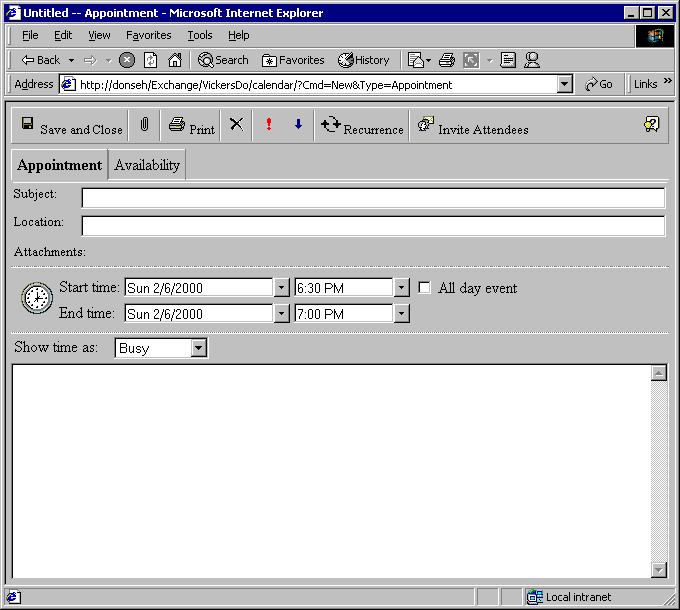 Untitled -- Appointment - Microsoft Internet Explorer
File Edit View Favorites Tools Help
Back Search Favorites History
Address http://donseh/Exchange/VickersDo/calendar/?Cmd=New&Type=Appointment Go Links »
Save and Close Print Recurrence Invite Attendees
Appointment Availability
Subject:
Location:
Attachments:
Start time: Sun 2/6/2000 6:30 PM All day event
End time: Sun 2/6/2000 7:00 PM
Show time as: Busy
Local intranet